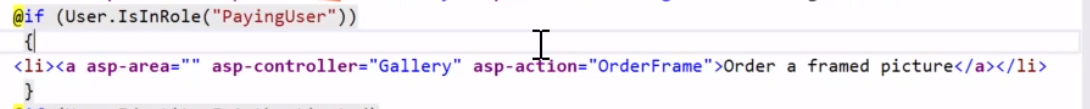 @if (User.IsInRole("PayingUser"))
{
<li><a asp-area="" asp-controller="Gallery" asp-action="OrderFrame">Order a framed picture</a></li>
}